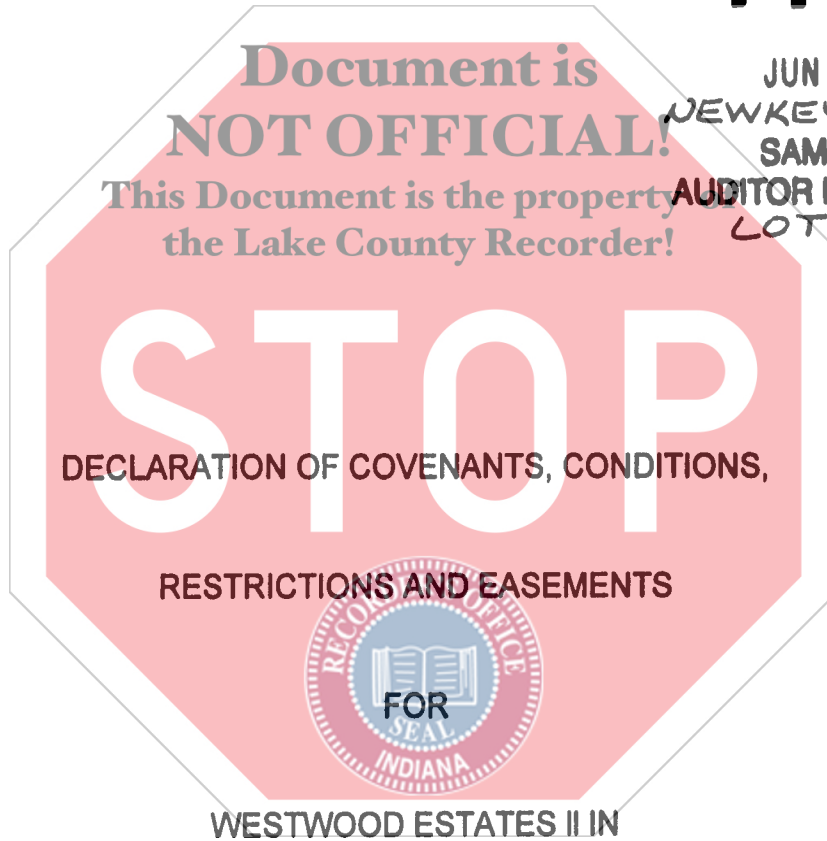 Document is
NOT OFFICIAL!
This Document is the property of
the Lake County Recorder!
JUN
SAM
AUDITOR
LOT
STOP
DECLARATION OF COVENANTS, CONDITIONS,
RESTRICTIONS AND EASEMENTS
RECORDER'S OFFICE
FOR
SEAL
INDIANA
WESTWOOD ESTATES II IN